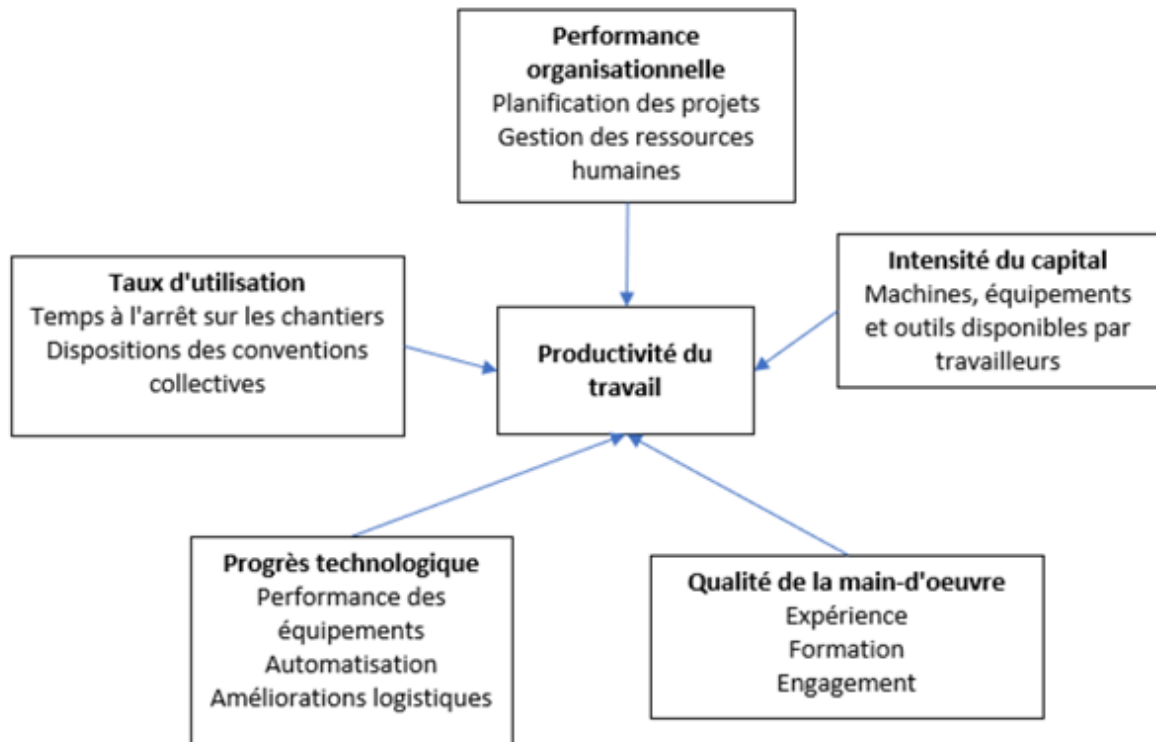 Performance
organisationnelle
Planification des projets
Gestion des ressources
humaines
Taux d'utilisation
Temps à l'arrêt sur les chantiers
Dispositions des conventions
collectives
Intensité du capital
Machines, équipements
et outils disponibles par
travailleurs
Productivité du
travail
Progrès technologique
Performance des
équipements
Automatisation
Améliorations logistiques
Qualité de la main-d'oeuvre
Expérience
Formation
Engagement